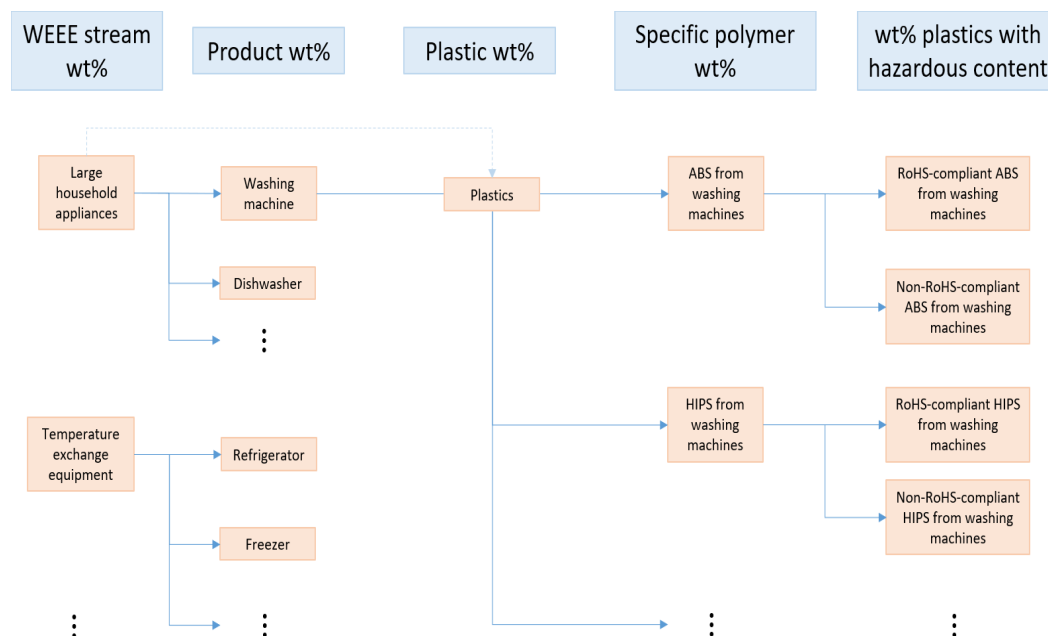 WEEE stream
wt%
Product wt%
Plastic wt%
Specific polymer
wt%
wt% plastics with
hazardous content
Large
household
appliances
Washing
machine
Plastics
ABS from
washing
machines
RoHS-compliant ABS
from washing
machines
Dishwasher
Non-RoHS-compliant
ABS from washing
machines
Temperature
exchange
equipment
Refrigerator
HIPS from
washing
machines
RoHS-compliant HIPS
from washing
machines
Freezer
Non-RoHS-compliant
HIPS from washing
machines